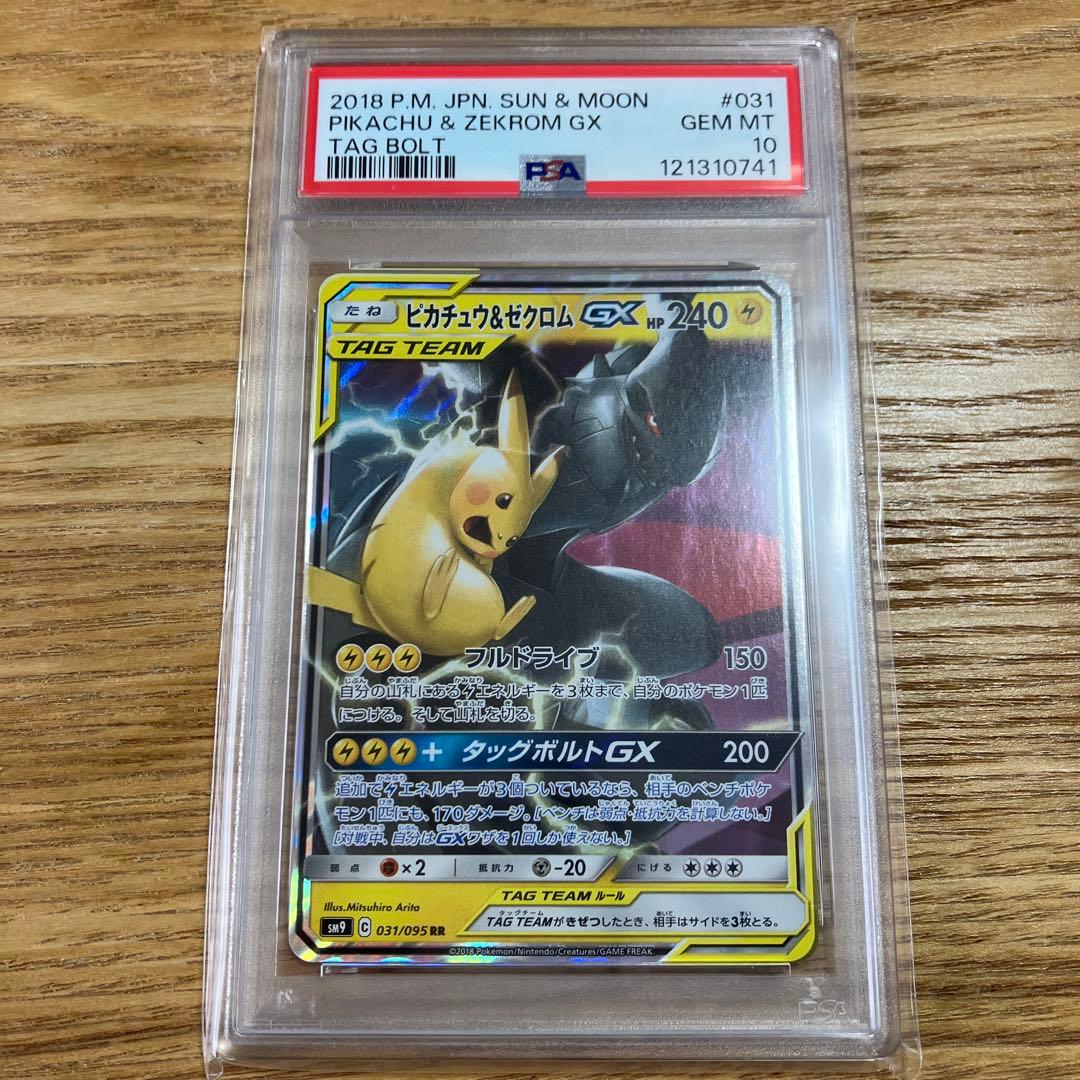 2018 P.M. JPN. SUN & MOON #031
PIKACHU & ZEKROM GX GEM MT
TAG BOLT 10
PSA 121310741
たね ピカチュウ&ゼクロムGX HP240
TAG TEAM
フルドライブ 150
自分の山札にあるエネルギーを3枚まで、自分のポケモン1匹
につける。そして山札を切る。
+ タッグボルトGX 200
追加でエネルギーが3個ついているなら、相手のベンチポケ
モン1匹にも、170ダメージ。[ベンチは弱点・抵抗力を計算しない。]
[対戦中、自分はGXワザを1回しか使えない。]
弱点 ×2 抵抗力 -20 にげる
TAG TEAM ルール
Illus.Mitsuhiro Arita
TAG TEAMがきぜつしたとき、相手はサイドを3枚とる。
SM9 C 031/095 RR
©2018 Pokémon/Nintendo/Creatures/GAME FREAK.
PSA